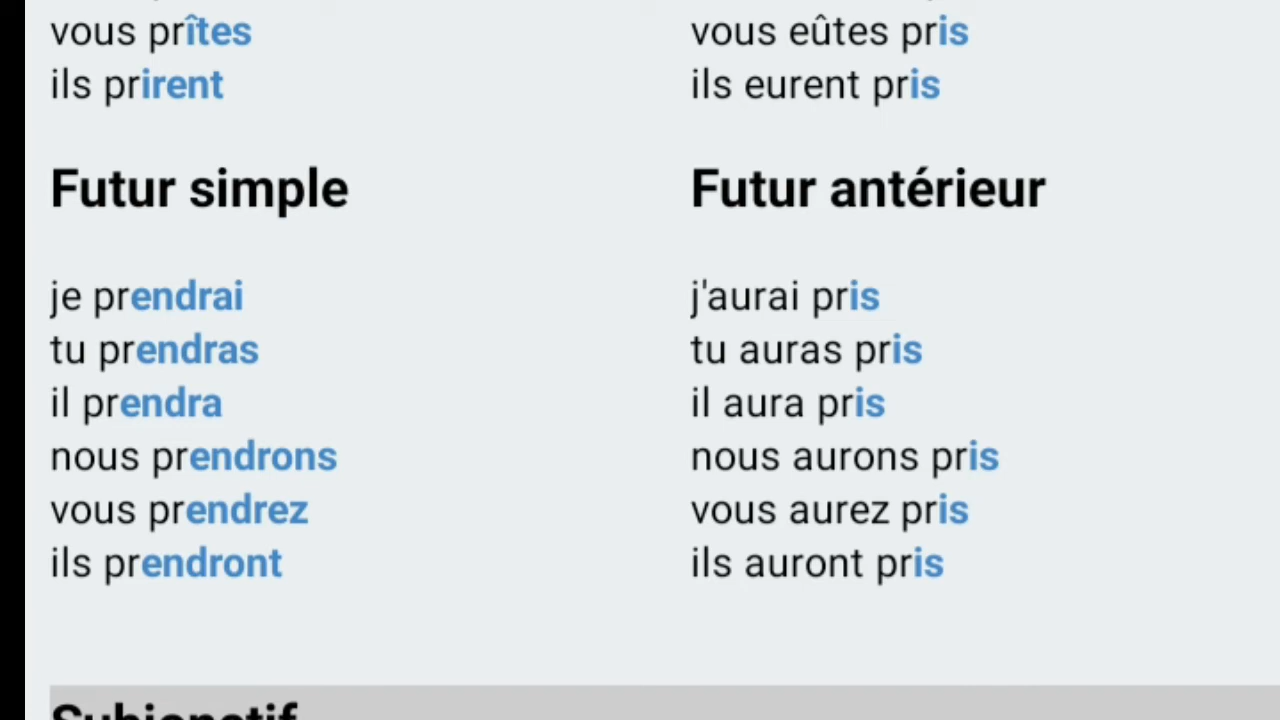 vous prîtes
ils prirent
vous eûtes pris
ils eurent pris
Futur simple
je prendrai
tu prendras
il prendra
nous prendrons
vous prendrez
ils prendront
Futur antérieur
j'aurai pris
tu auras pris
il aura pris
nous aurons pris
vous aurez pris
ils auront pris
Subjonctif